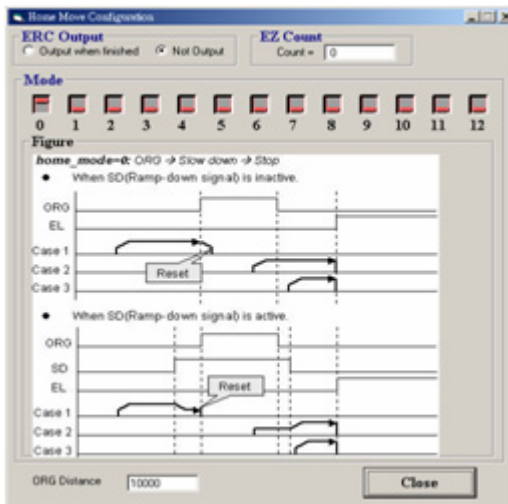 Home Move Configuration
ERC Output
Output when finished
Not Output
EZ Count
Count =
0
Mode
0 1 2 3 4 5 6 7 8 9 10 11 12
Figure
home_mode=0: ORG → Slow down → Stop
● When SD(Ramp-down signal) is inactive.
ORG
EL
Case 1
Reset
Case 2
Case 3
● When SD(Ramp-down signal) is active.
ORG
SD
EL
Reset
Case 1
Case 2
Case 3
ORG Distance
10000
Close